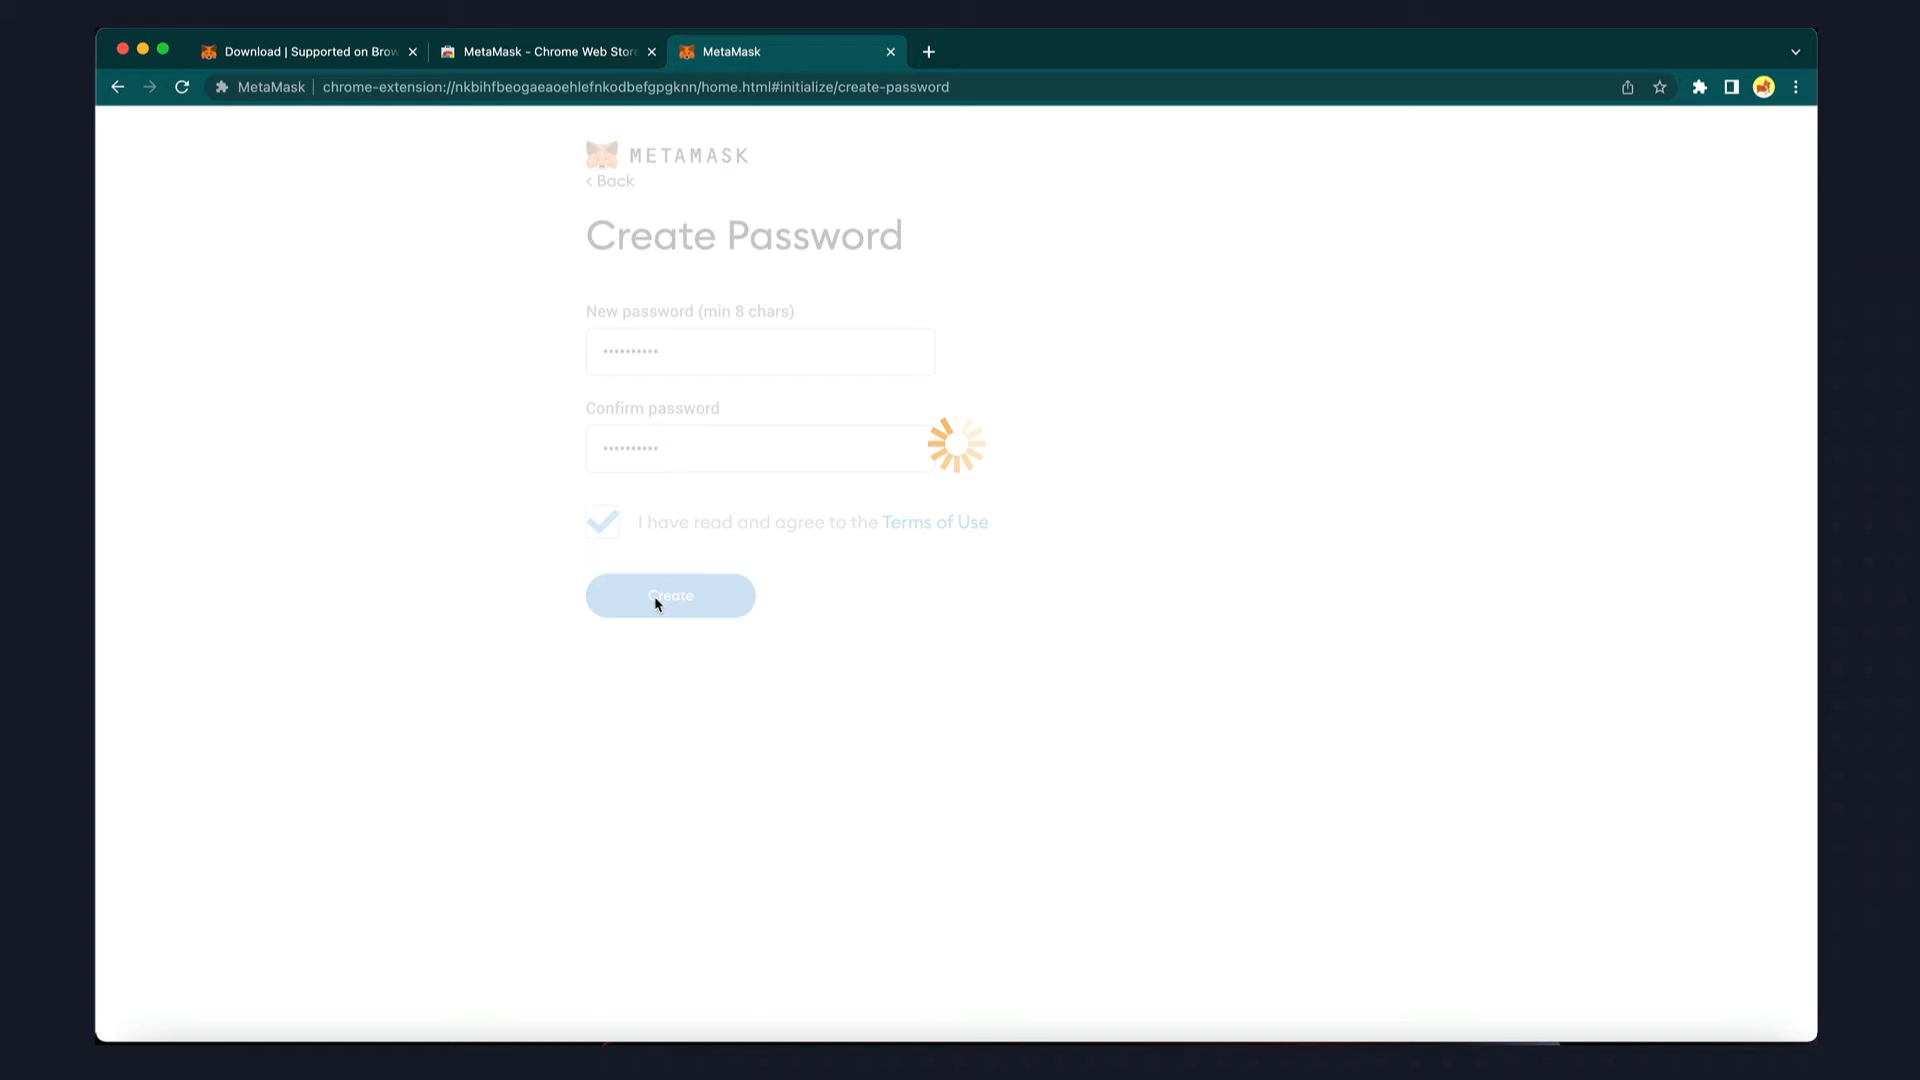 Download | Supported on Brow
MetaMask - Chrome Web Store
MetaMask
MetaMask
chrome-extension://nkbihfbeogaeaoehlefnkodbefgpgknn/home.html#initialize/create-password
METAMASK
< Back
Create Password
New password (min 8 chars)
••••••••••
Confirm password
••••••••••
I have read and agree to the Terms of Use
Create